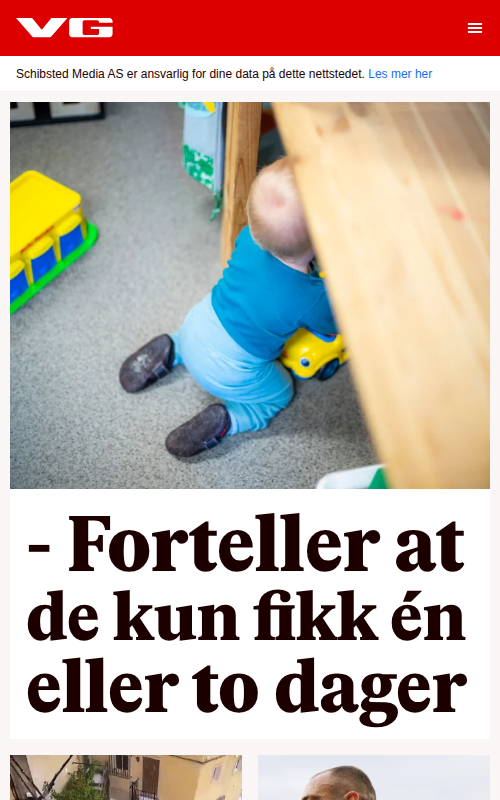 VG
Schibsted Media AS er ansvarlig for dine data på dette nettstedet. Les mer her
- Forteller at
de kun fikk én
eller to dager